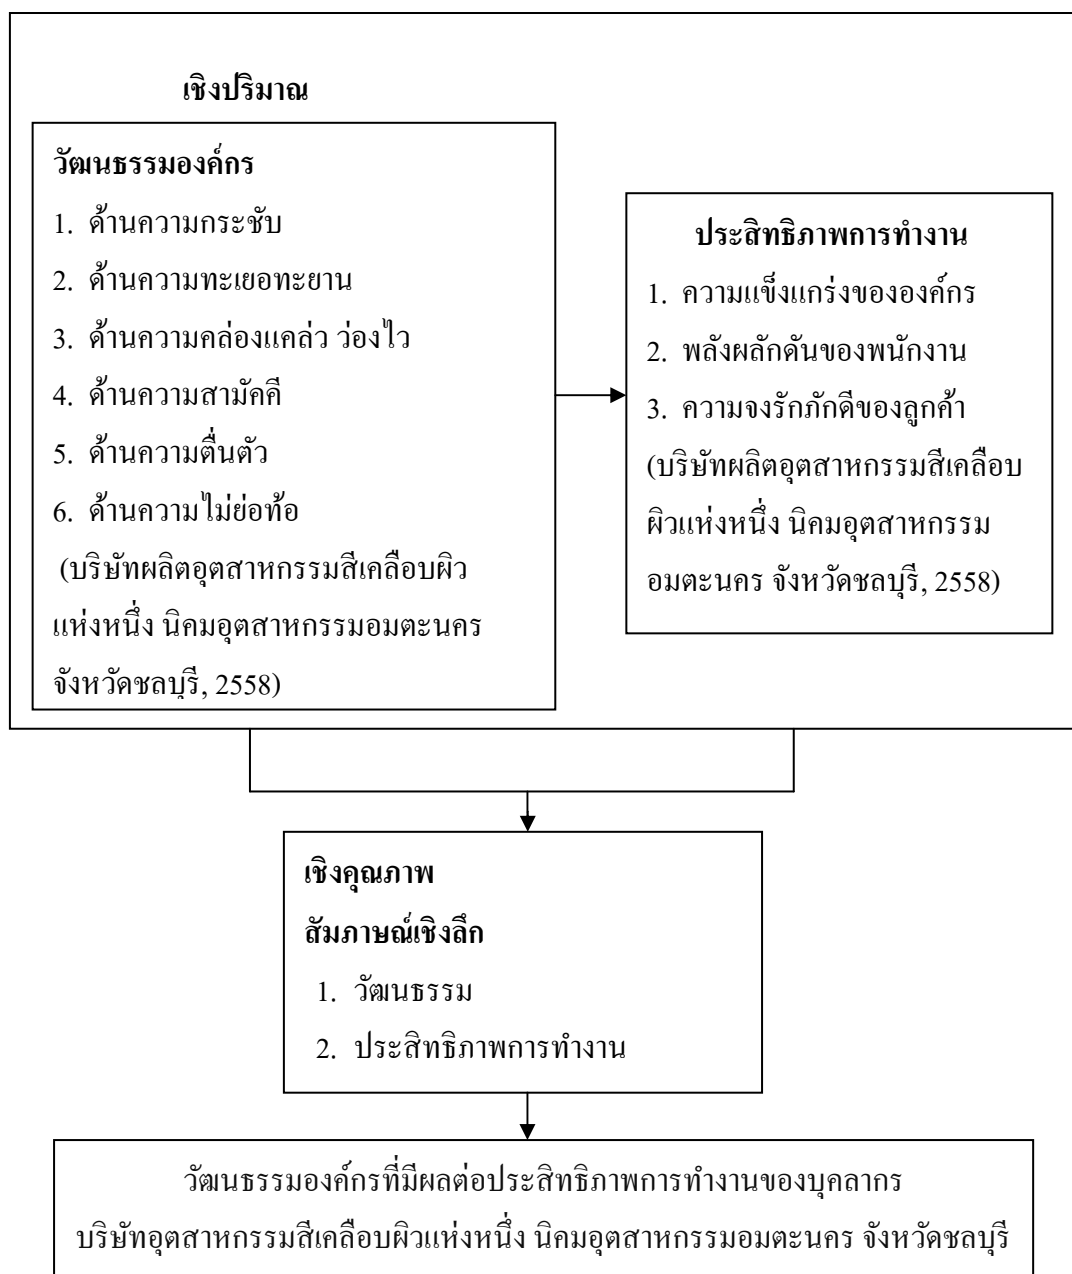 เชิงปริมาณ
วัฒนธรรมองค์กร
1. ด้านความกระชับ
2. ด้านความทะเยอทะยาน
3. ด้านความคล่องแคล่ว ว่องไว
4. ด้านความสามัคคี
5. ด้านความตื่นตัว
6. ด้านความไม่ย่อท้อ
(บริษัทผลิตอุตสาหกรรมสีเคลือบผิว
แห่งหนึ่ง นิคมอุตสาหกรรมอมตะนคร
จังหวัดชลบุรี, 2558)
ประสิทธิภาพการทำงาน
1. ความแข็งแกร่งขององค์กร
2. พลังผลักดันของพนักงาน
3. ความจงรักภักดีของลูกค้า
(บริษัทผลิตอุตสาหกรรมสีเคลือบ
ผิวแห่งหนึ่ง นิคมอุตสาหกรรม
อมตะนคร จังหวัดชลบุรี, 2558)
เชิงคุณภาพ
สัมภาษณ์เชิงลึก
1. วัฒนธรรม
2. ประสิทธิภาพการทำงาน
วัฒนธรรมองค์กรที่มีผลต่อประสิทธิภาพการทำงานของบุคลากร
บริษัทอุตสาหกรรมสีเคลือบผิวแห่งหนึ่ง นิคมอุตสาหกรรมอมตะนคร จังหวัดชลบุรี